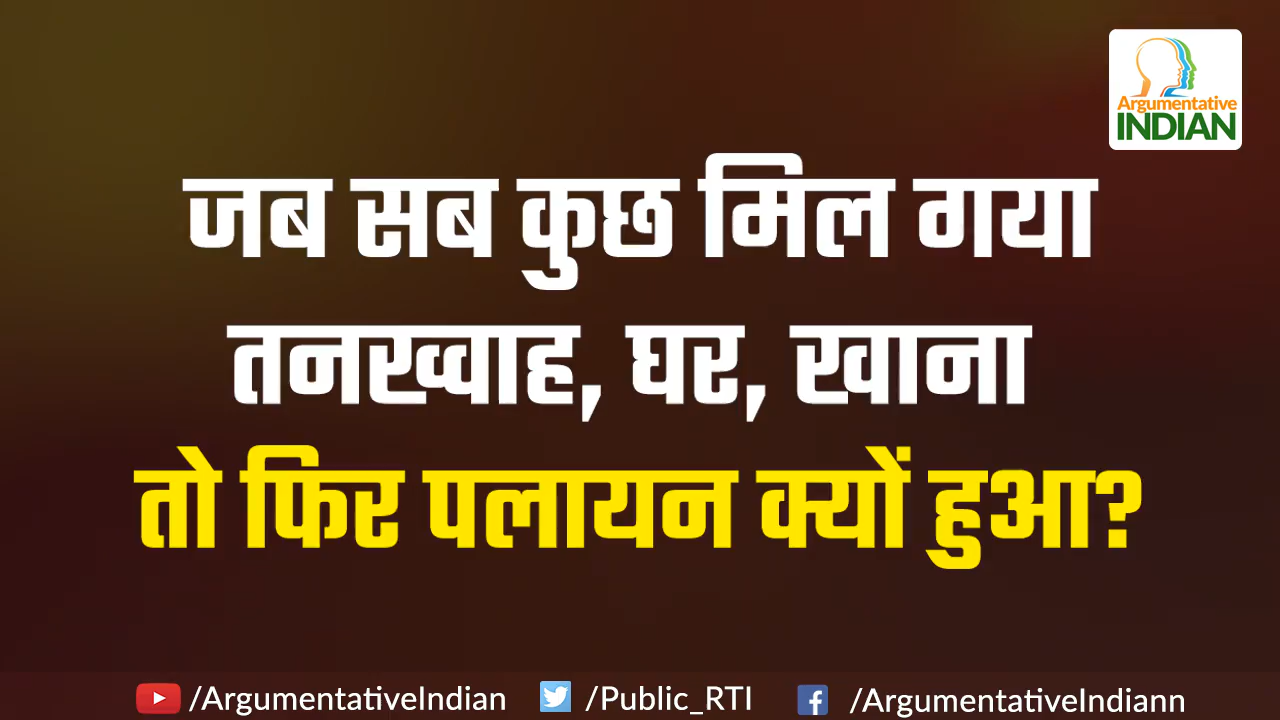 Argumentative
INDIAN
जब सब कुछ मिल गया
तनख्वाह, घर, खाना
तो फिर पलायन क्यों हुआ?
/ArgumentativeIndian /Public_RTI /ArgumentativeIndiann